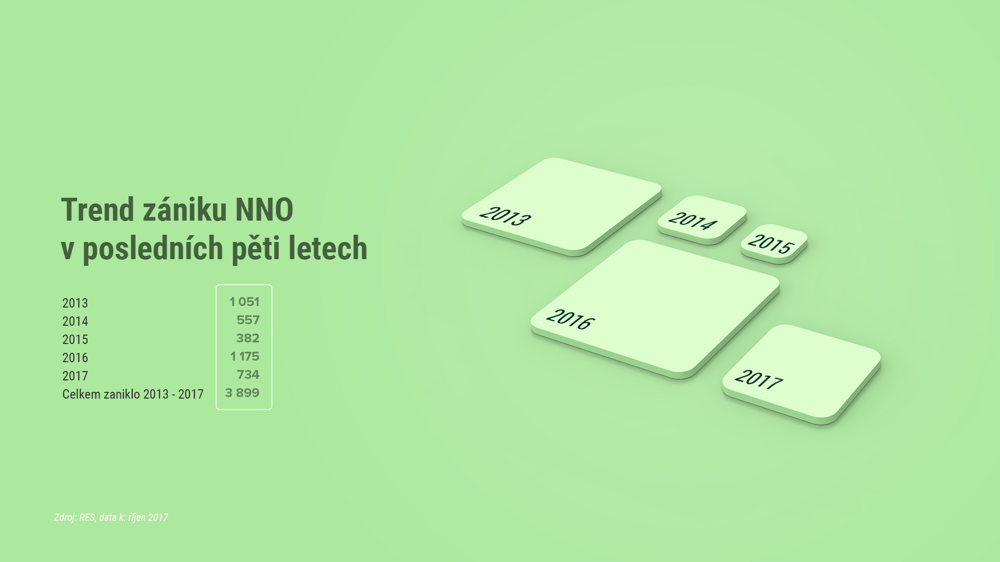 Trend zániku NNO
v posledních pěti letech
2013 1 051
2014 557
2015 382
2016 1 175
2017 734
Celkem zaniklo 2013 - 2017 3 899
2013
2014
2015
2016
2017
Zdroj: RES, data k: říjen 2017